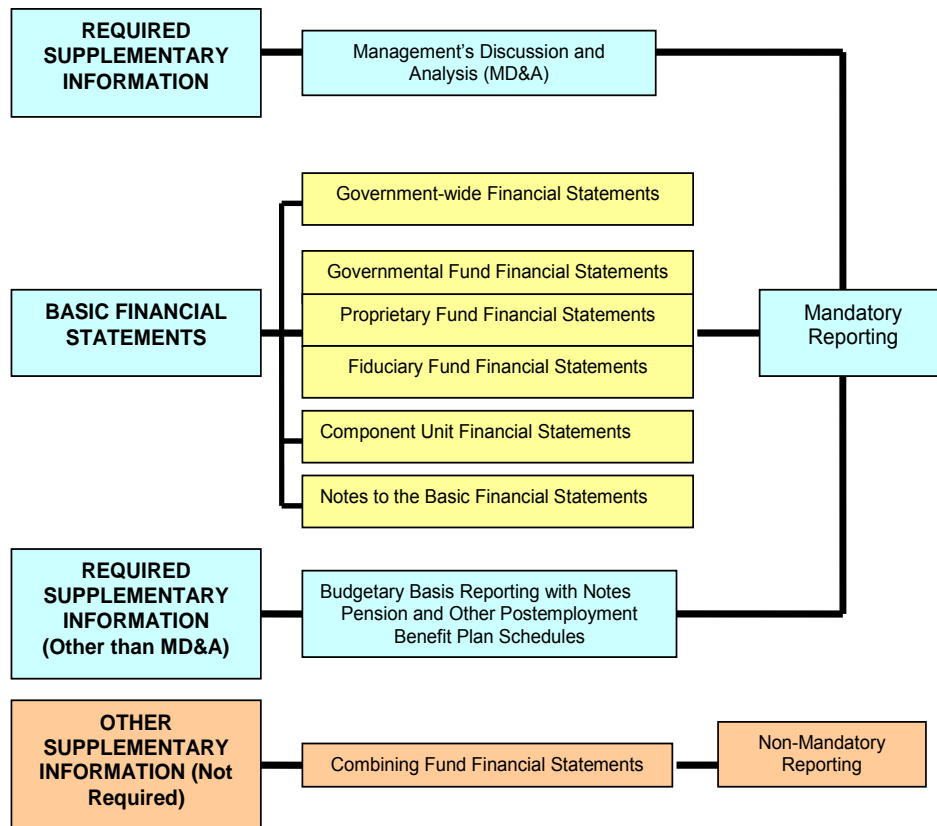 REQUIRED
SUPPLEMENTARY
INFORMATION
Management’s Discussion and
Analysis (MD&A)
Government-wide Financial Statements
Governmental Fund Financial Statements
BASIC FINANCIAL
STATEMENTS
Proprietary Fund Financial Statements
Fiduciary Fund Financial Statements
Component Unit Financial Statements
Notes to the Basic Financial Statements
Mandatory
Reporting
REQUIRED
SUPPLEMENTARY
INFORMATION
(Other than MD&A)
Budgetary Basis Reporting with Notes
Pension and Other Postemployment
Benefit Plan Schedules
OTHER
SUPPLEMENTARY
INFORMATION (Not
Required)
Combining Fund Financial Statements
Non-Mandatory
Reporting